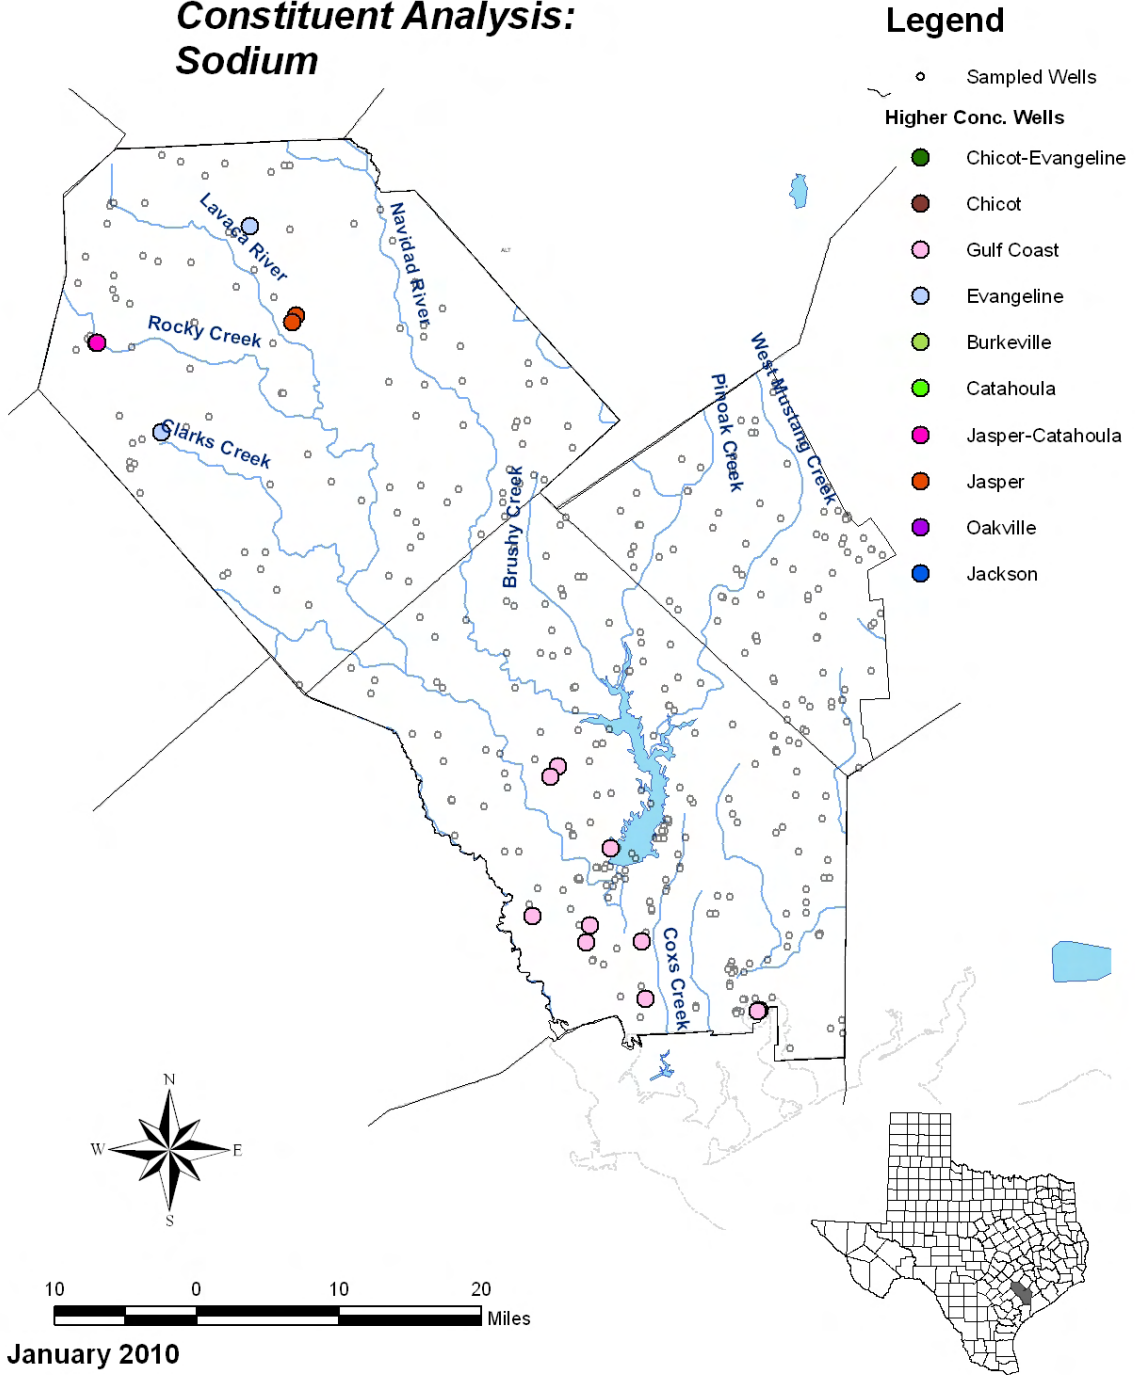 Constituent Analysis:
Sodium
Legend
Sampled Wells
Higher Conc. Wells
Chicot-Evangeline
Chicot
Gulf Coast
Evangeline
Burkeville
Catahoula
Jasper-Catahoula
Jasper
Oakville
Jackson
Lavaca River
Navidad River
ALT
Rocky Creek
West Mustang Creek
Pinoak Creek
Clarks Creek
Brushy Creek
Coxs Creek
N
W
E
S
10
0
10
20
Miles
January 2010